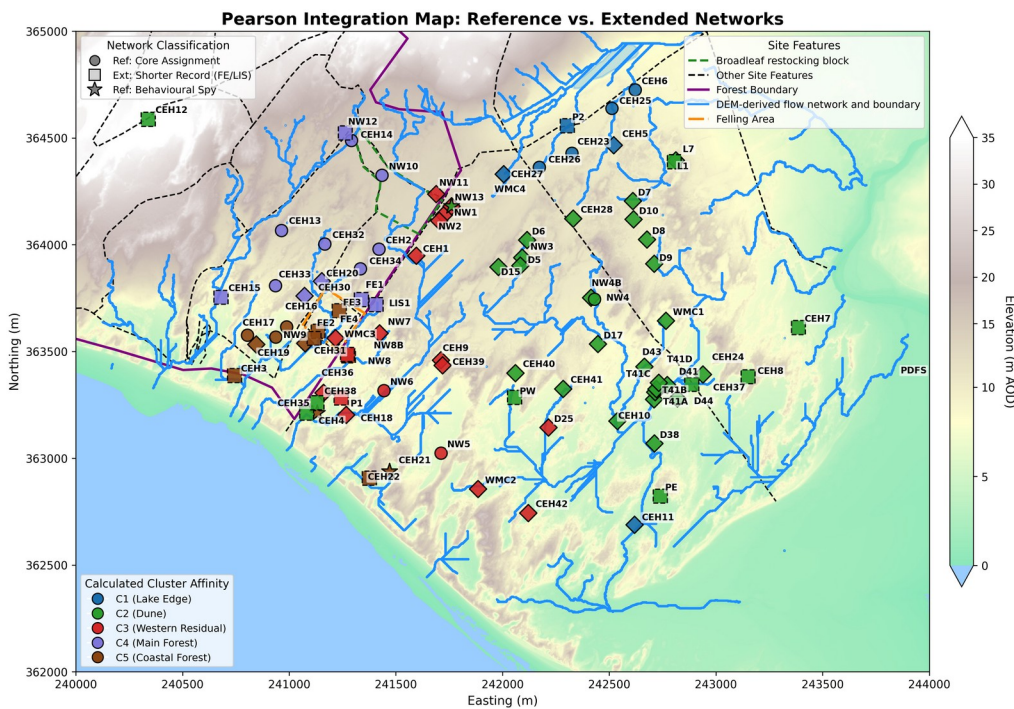 Pearson Integration Map: Reference vs. Extended Networks
Network Classification
Ref: Core Assignment
Ext: Shorter Record (FE/LIS)
Ref: Behavioural Spy
Site Features
Broadleaf restocking block
Other Site Features
Forest Boundary
DEM-derived flow network and boundary
Felling Area
365000
364500
364000
363500
363000
362500
362000
Northing (m)
CEH6
CEH25
CEH12
P2
NW12
CEH14
CEH23
CEH5
L7
L1
CEH26
NW10
CEH27
WMC4
NW11
D7
NW13
D10
NW1
CEH28
NW2
CEH13
D6
D8
CEH32
CEH2
NW3
CEH1
D5
CEH34
D9
D15
CEH33
CEH20
CEH30
FE1
NW4B
CEH15
CEH16
FE3
LIS1
NW4
FE4
WMC1
CEH7
CEH17
FE2
NW7
NW9
WMC3
D17
NW8B
CEH19
CEH31
CEH9
D43
T41D
CEH24
NW8
CEH39
CEH40
T41C
D41
CEH8
PDFS
CEH3
CEH36
NW6
CEH41
T41B
CEH37
CEH38
PW
T41A
D44
CEH35
P1
CEH4
CEH18
D25
CEH10
NW5
D38
CEH21
CEH22
WMC2
PE
CEH42
CEH11
Calculated Cluster Affinity
C1 (Lake Edge)
C2 (Dune)
C3 (Western Residual)
C4 (Main Forest)
C5 (Coastal Forest)
240000 240500 241000 241500 242000 242500 243000 243500 244000
Easting (m)
35
30
25
20
15
10
5
0
Elevation (m AOD)